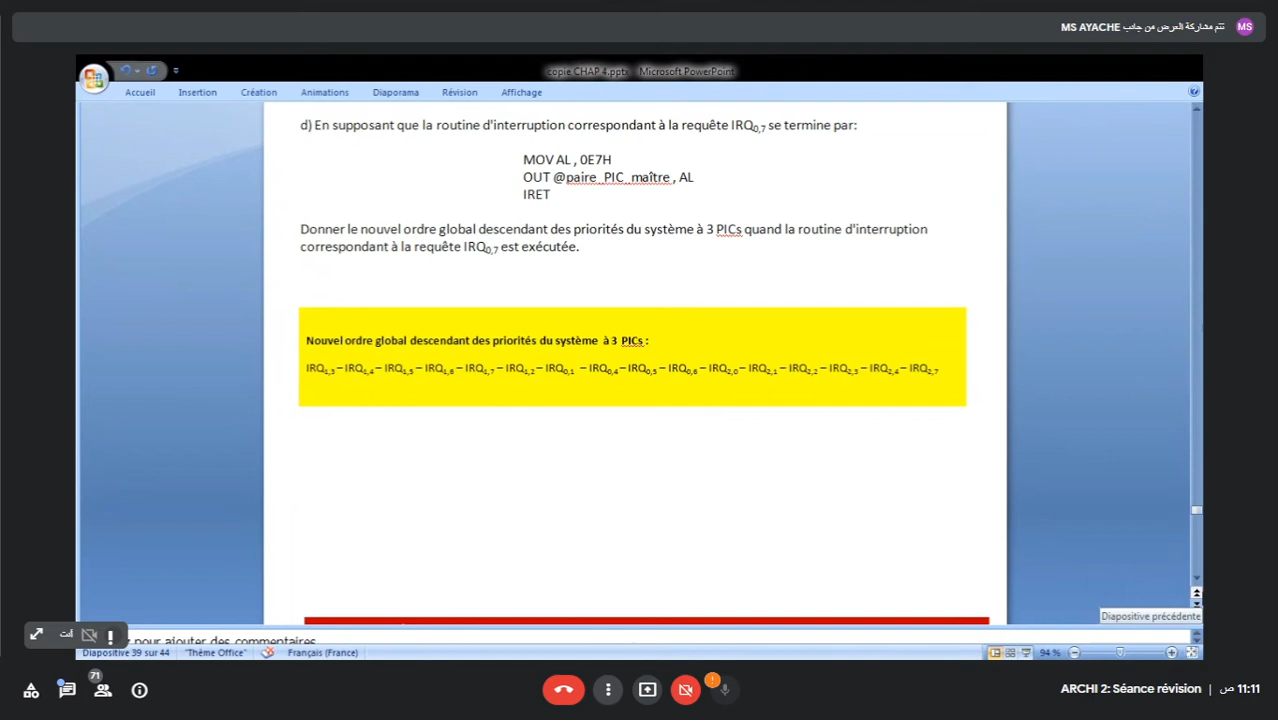 تتم مشاركة العرض من جانب MS AYACHE
MS
copie CHAP 4.pptx - Microsoft PowerPoint
Accueil Insertion Création Animations Diaporama Révision Affichage
d) En supposant que la routine d'interruption correspondant à la requête IRQ0,7 se termine par:
MOV AL , 0E7H
OUT @paire_PIC_maître , AL
IRET
Donner le nouvel ordre global descendant des priorités du système à 3 PICs quand la routine d'interruption
correspondant à la requête IRQ0,7 est exécutée.
Nouvel ordre global descendant des priorités du système à 3 PICs :
IRQ1,3 – IRQ1,4 – IRQ1,5 – IRQ1,6 – IRQ1,7 – IRQ1,2 – IRQ0,1 – IRQ0,4 – IRQ0,5 – IRQ0,6 – IRQ2,0 – IRQ2,1 – IRQ2,2 – IRQ2,3 – IRQ2,4 – IRQ2,7
Diapositive précédente
أنت
pour ajouter des commentaires
Diapositive 39 sur 44 "Thème Office" Français (France) 94 %
71
ARCHI 2: Séance révision | 11:11 ص